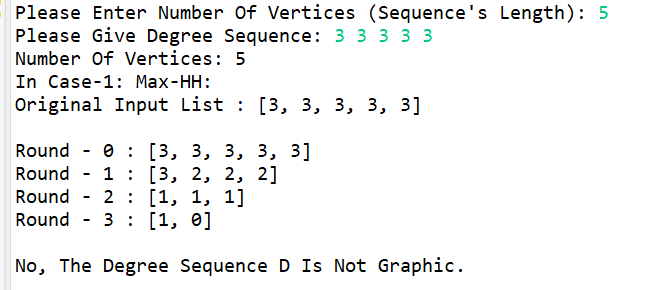 Please Enter Number Of Vertices (Sequence's Length): 5
Please Give Degree Sequence: 3 3 3 3 3
Number Of Vertices: 5
In Case-1: Max-HH:
Original Input List : [3, 3, 3, 3, 3]
Round - 0 : [3, 3, 3, 3, 3]
Round - 1 : [3, 2, 2, 2]
Round - 2 : [1, 1, 1]
Round - 3 : [1, 0]
No, The Degree Sequence D Is Not Graphic.